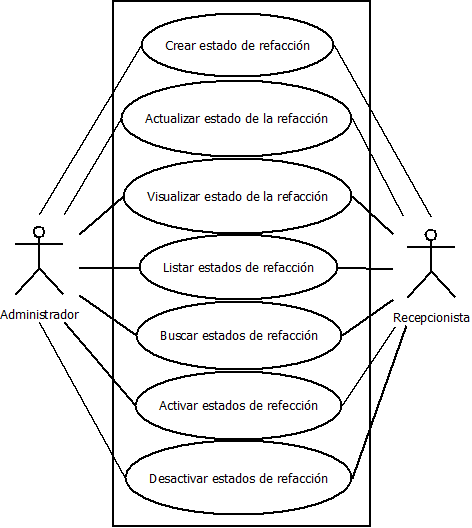 Crear estado de refacción
Actualizar estado de la refacción
Visualizar estado de la refacción
Listar estados de refacción
Administrador
Recepcionista
Buscar estados de refacción
Activar estados de refección
Desactivar estados de refacción